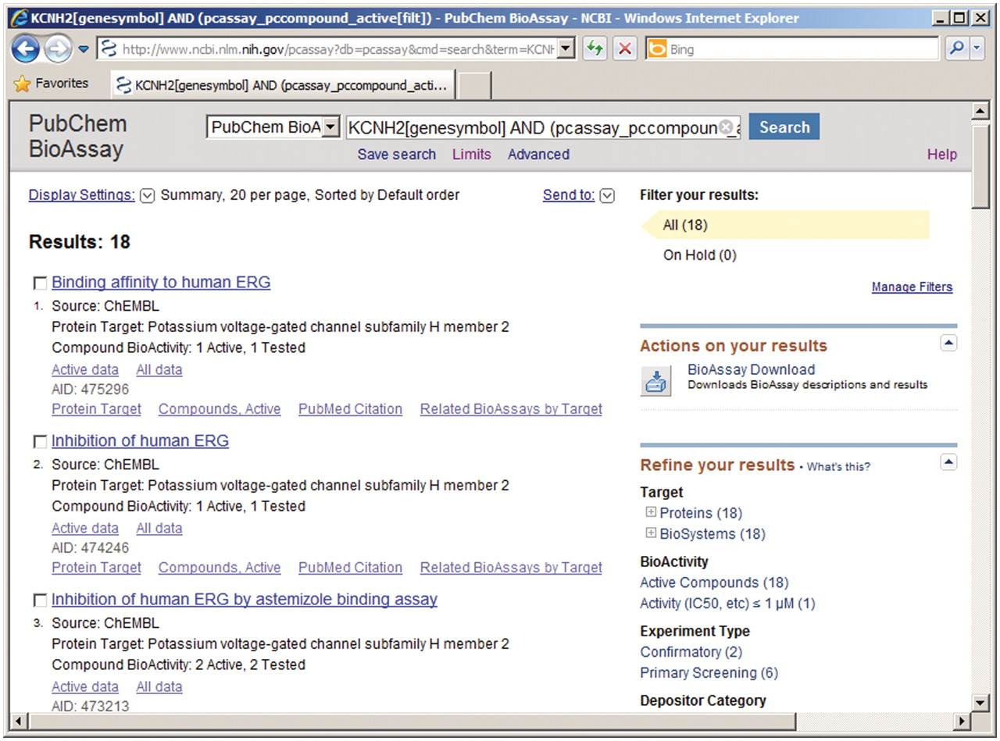 KCNH2[genesymbol] AND (pcassay_pccompound_active[filt]) - PubChem BioAssay - NCBI - Windows Internet Explorer
http://www.ncbi.nlm.nih.gov/pcassay?db=pcassay&cmd=search&term=KCNH
Bing
Favorites
KCNH2[genesymbol] AND (pcassay_pccompound_acti...
PubChem
BioAssay
PubChem BioA
KCNH2[genesymbol] AND (pcassay_pccompoun
Search
Save search Limits Advanced
Help
Display Settings: Summary, 20 per page, Sorted by Default order
Send to:
Results: 18
Binding affinity to human ERG
1. Source: ChEMBL
Protein Target: Potassium voltage-gated channel subfamily H member 2
Compound BioActivity: 1 Active, 1 Tested
Active data All data
AID: 475296
Protein Target Compounds, Active PubMed Citation Related BioAssays by Target
Inhibition of human ERG
2. Source: ChEMBL
Protein Target: Potassium voltage-gated channel subfamily H member 2
Compound BioActivity: 1 Active, 1 Tested
Active data All data
AID: 474246
Protein Target Compounds, Active PubMed Citation Related BioAssays by Target
Inhibition of human ERG by astemizole binding assay
3. Source: ChEMBL
Protein Target: Potassium voltage-gated channel subfamily H member 2
Compound BioActivity: 2 Active, 2 Tested
Active data All data
AID: 473213
Filter your results:
All (18)
On Hold (0)
Manage Filters
Actions on your results
BioAssay Download
Downloads BioAssay descriptions and results
Refine your results • What's this?
Target
Proteins (18)
BioSystems (18)
BioActivity
Active Compounds (18)
Activity (IC50, etc) ≤ 1 µM (1)
Experiment Type
Confirmatory (2)
Primary Screening (6)
Depositor Category